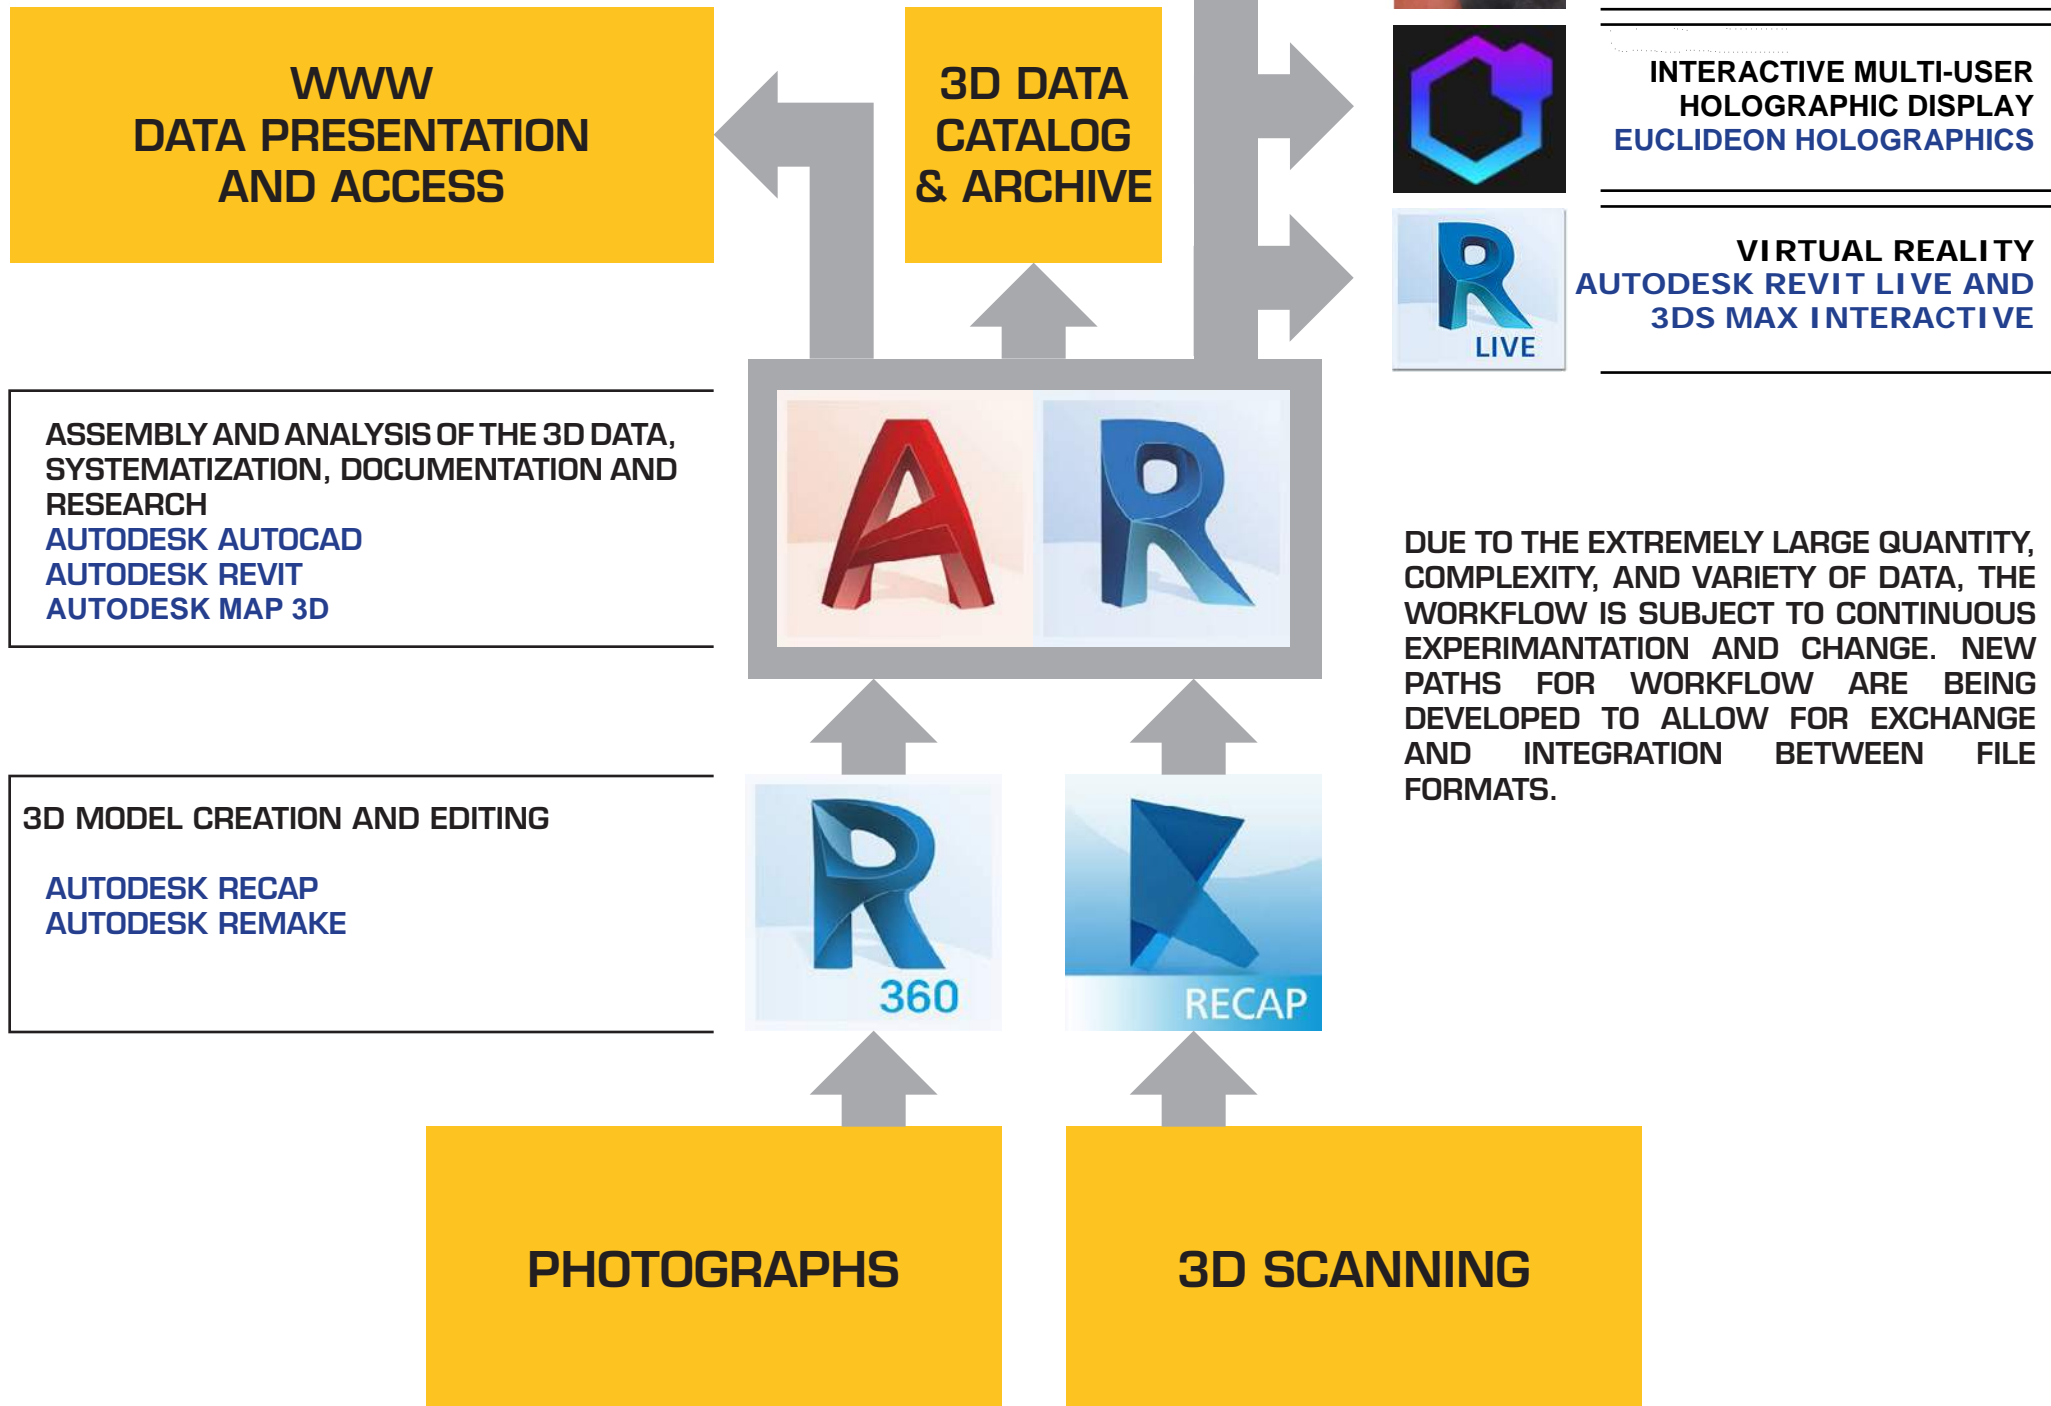 WWW
DATA PRESENTATION
AND ACCESS
3D DATA
CATALOG
& ARCHIVE
INTERACTIVE MULTI-USER
HOLOGRAPHIC DISPLAY
EUCLIDEON HOLOGRAPHICS
VIRTUAL REALITY
AUTODESK REVIT LIVE AND
3DS MAX INTERACTIVE
R
LIVE
ASSEMBLY AND ANALYSIS OF THE 3D DATA,
SYSTEMATIZATION, DOCUMENTATION AND
RESEARCH
AUTODESK AUTOCAD
AUTODESK REVIT
AUTODESK MAP 3D
A
R
DUE TO THE EXTREMELY LARGE QUANTITY,
COMPLEXITY, AND VARIETY OF DATA, THE
WORKFLOW IS SUBJECT TO CONTINUOUS
EXPERIMANTATION AND CHANGE. NEW
PATHS FOR WORKFLOW ARE BEING
DEVELOPED TO ALLOW FOR EXCHANGE
AND INTEGRATION BETWEEN FILE
FORMATS.
3D MODEL CREATION AND EDITING
AUTODESK RECAP
AUTODESK REMAKE
R
360
RECAP
PHOTOGRAPHS
3D SCANNING